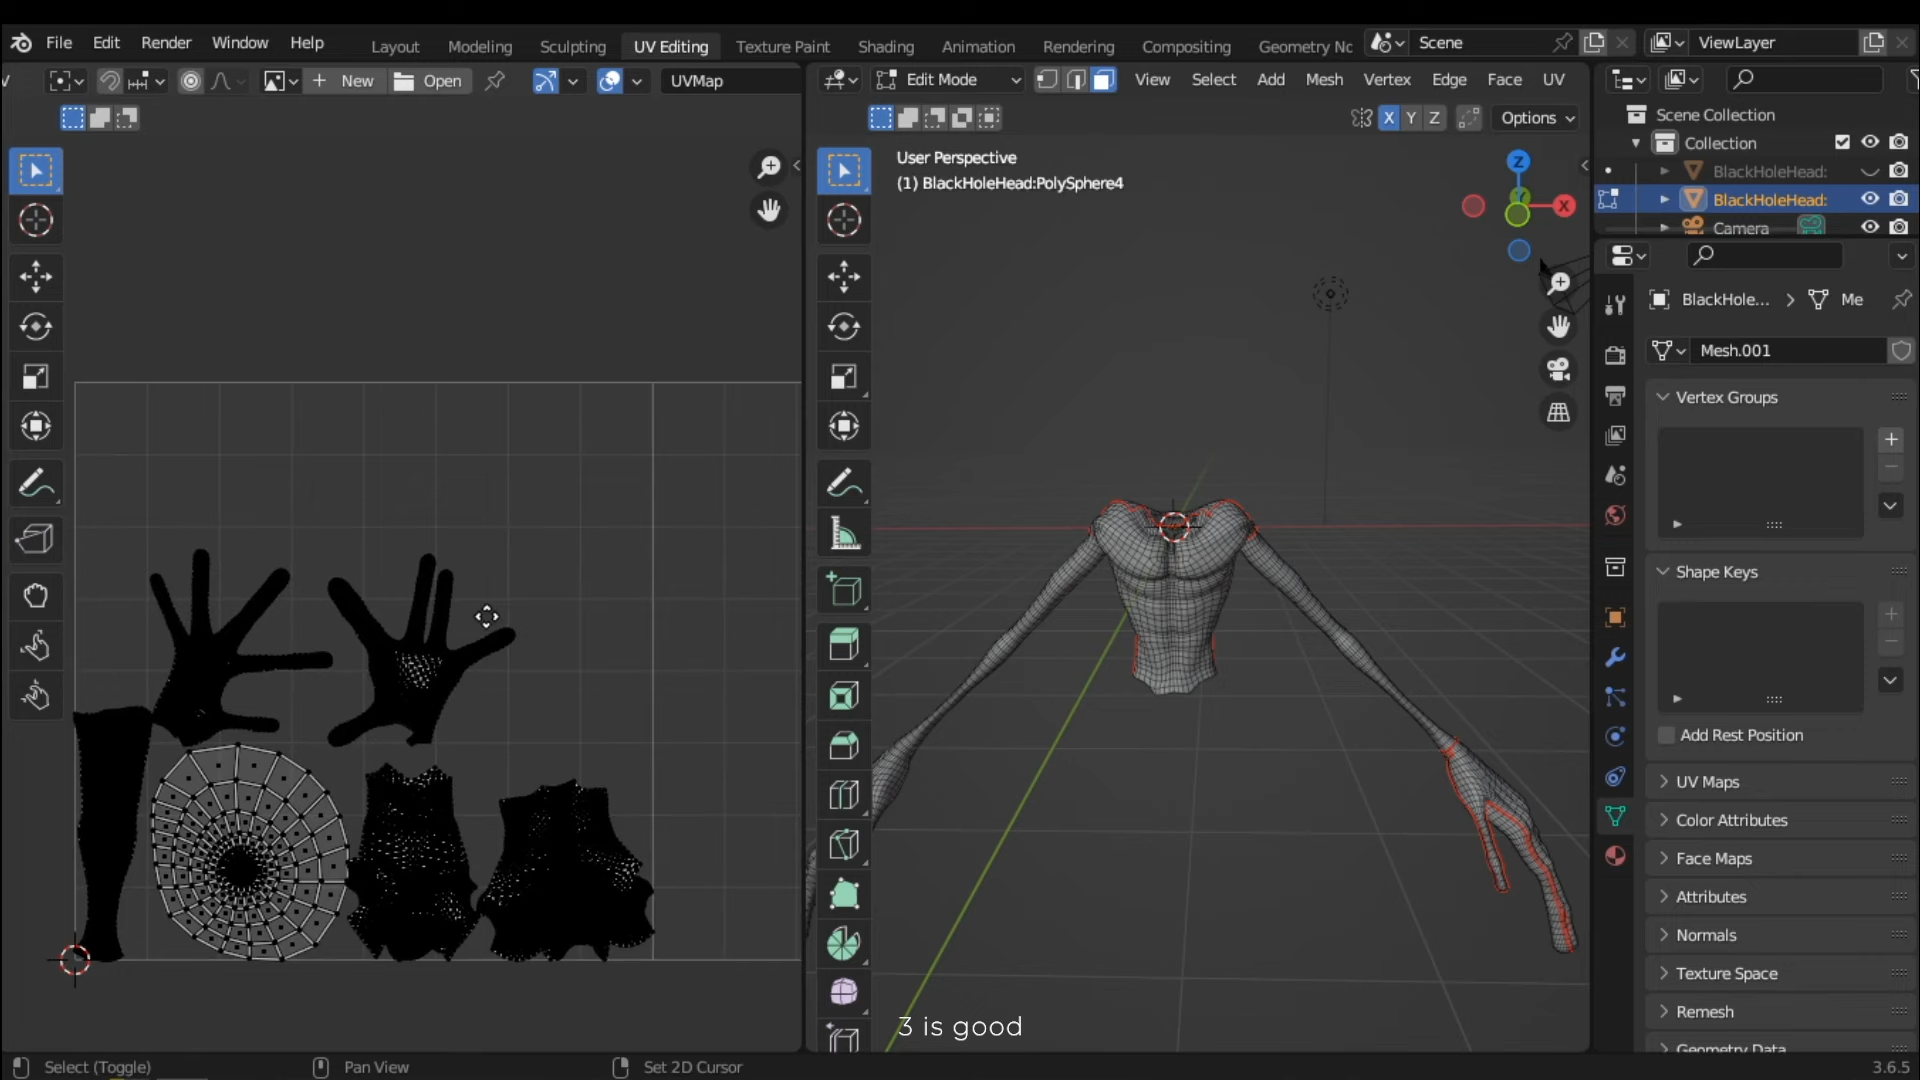 File Edit Render Window Help Layout Modeling Sculpting UV Editing Texture Paint Shading Animation Rendering Compositing Geometry Nc Scene ViewLayer
New Open UVMap Edit Mode View Select Add Mesh Vertex Edge Face UV
X Y Z Options
Scene Collection
Collection
BlackHoleHead:
BlackHoleHead:
Camera
User Perspective
(1) BlackHoleHead:PolySphere4
Z
X
BlackHole... Me
Mesh.001
Vertex Groups
Shape Keys
Add Rest Position
UV Maps
Color Attributes
Face Maps
Attributes
Normals
Texture Space
Remesh
Geometry Data
3 is good
Select (Toggle) Pan View Set 2D Cursor 3.6.5